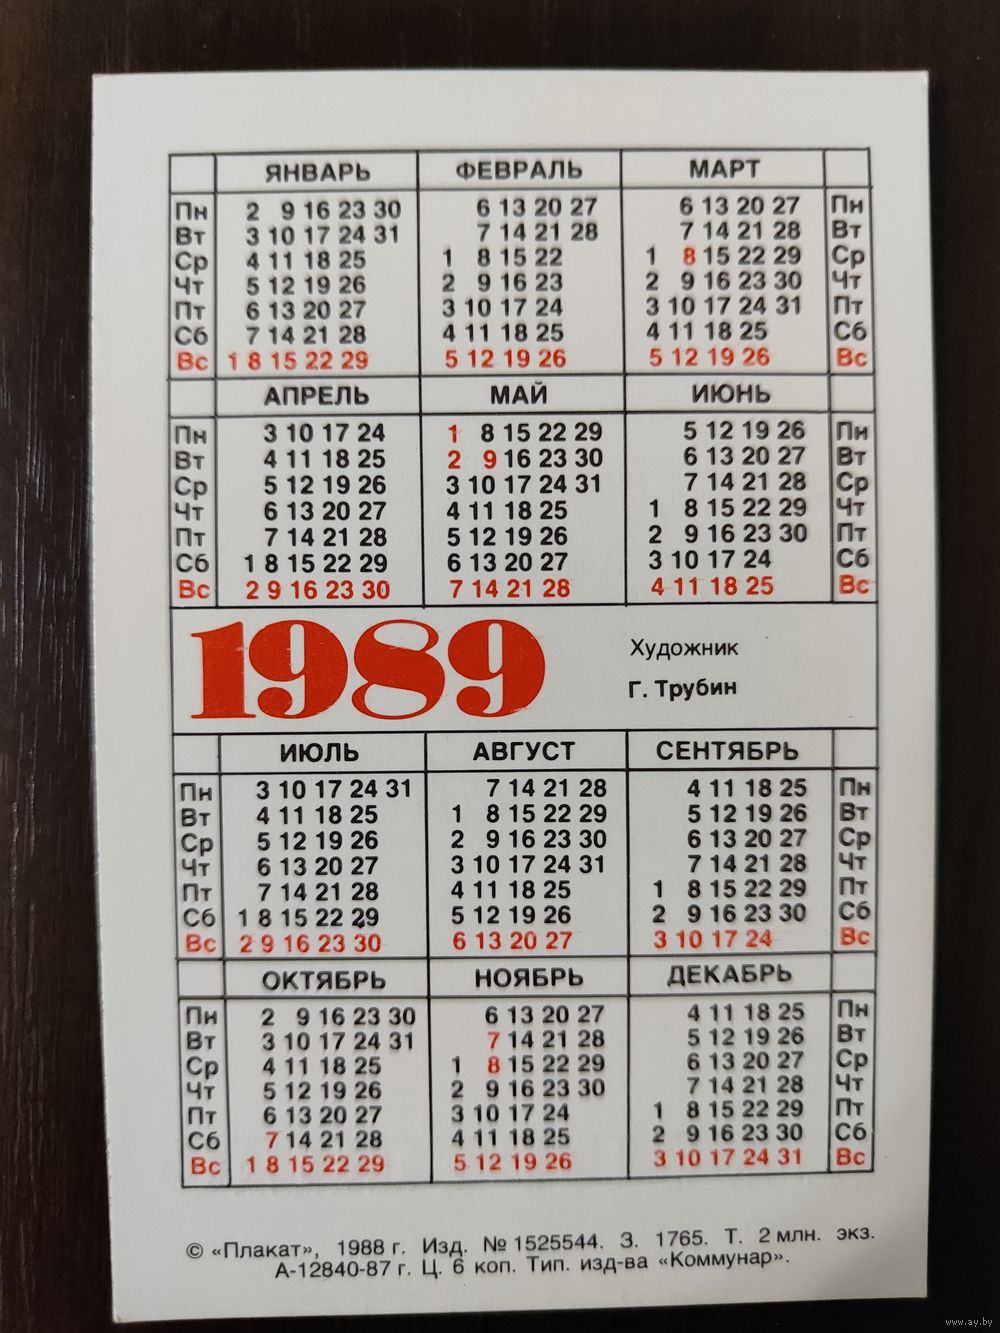 ЯНВАРЬ ФЕВРАЛЬ МАРТ
Пн 2 9 16 23 30 6 13 20 27 6 13 20 27 Пн
Вт 3 10 17 24 31 7 14 21 28 7 14 21 28 Вт
Ср 4 11 18 25 1 8 15 22 1 8 15 22 29 Ср
Чт 5 12 19 26 2 9 16 23 2 9 16 23 30 Чт
Пт 6 13 20 27 3 10 17 24 3 10 17 24 31 Пт
Сб 7 14 21 28 4 11 18 25 4 11 18 25 Сб
Вс 1 8 15 22 29 5 12 19 26 5 12 19 26 Вс
АПРЕЛЬ МАЙ ИЮНЬ
Пн 3 10 17 24 1 8 15 22 29 5 12 19 26 Пн
Вт 4 11 18 25 2 9 16 23 30 6 13 20 27 Вт
Ср 5 12 19 26 3 10 17 24 31 7 14 21 28 Ср
Чт 6 13 20 27 4 11 18 25 1 8 15 22 29 Чт
Пт 7 14 21 28 5 12 19 26 2 9 16 23 30 Пт
Сб 1 8 15 22 29 6 13 20 27 3 10 17 24 Сб
Вс 2 9 16 23 30 7 14 21 28 4 11 18 25 Вс
1989
Художник
Г. Трубин
ИЮЛЬ АВГУСТ СЕНТЯБРЬ
Пн 3 10 17 24 31 7 14 21 28 4 11 18 25 Пн
Вт 4 11 18 25 1 8 15 22 29 5 12 19 26 Вт
Ср 5 12 19 26 2 9 16 23 30 6 13 20 27 Ср
Чт 6 13 20 27 3 10 17 24 31 7 14 21 28 Чт
Пт 7 14 21 28 4 11 18 25 1 8 15 22 29 Пт
Сб 1 8 15 22 29 5 12 19 26 2 9 16 23 30 Сб
Вс 2 9 16 23 30 6 13 20 27 3 10 17 24 Вс
ОКТЯБРЬ НОЯБРЬ ДЕКАБРЬ
Пн 2 9 16 23 30 6 13 20 27 4 11 18 25 Пн
Вт 3 10 17 24 31 7 14 21 28 5 12 19 26 Вт
Ср 4 11 18 25 1 8 15 22 29 6 13 20 27 Ср
Чт 5 12 19 26 2 9 16 23 30 7 14 21 28 Чт
Пт 6 13 20 27 3 10 17 24 1 8 15 22 29 Пт
Сб 7 14 21 28 4 11 18 25 2 9 16 23 30 Сб
Вс 1 8 15 22 29 5 12 19 26 3 10 17 24 31 Вс
© «Плакат», 1988 г. Изд. № 1525544. З. 1765. Т. 2 млн. экз.
А-12840-87 г. Ц. 6 коп. Тип. изд-ва «Коммунар».
www.ay.by